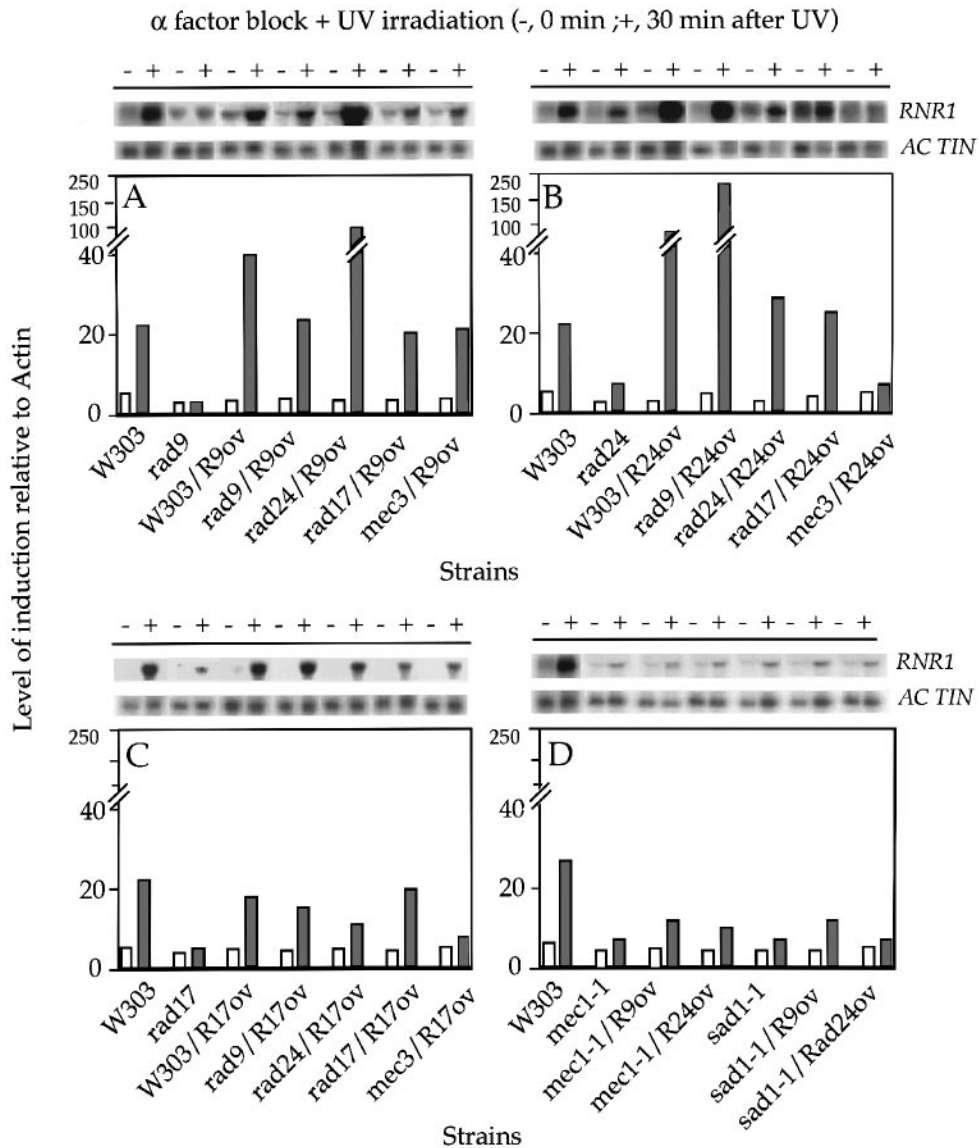 α factor block + UV irradiation (-, 0 min ;+, 30 min after UV)
- + - + - + - + - + - + - +
- + - + - + - + - + - + - +
RNR1
AC TIN
A
250
150
100
40
20
0
W303
rad9
W303/R9ov
rad9/R9ov
rad24/R9ov
rad17/R9ov
mec3/R9ov
B
250
150
100
40
20
0
W303
rad24
W303/R24ov
rad9/R24ov
rad24/R24ov
rad17/R24ov
mec3/R24ov
Strains
Level of induction relative to Actin
- + - + - + - + - + - + - +
- + - + - + - + - + - + - +
RNR1
AC TIN
C
250
40
20
0
W303
rad17
W303/R17ov
rad9/R17ov
rad24/R17ov
rad17/R17ov
mec3/R17ov
D
250
40
20
0
W303
mec1-1
mec1-1/R9ov
mec1-1/R24ov
sad1-1
sad1-1/R9ov
sad1-1/Rad24ov
Strains